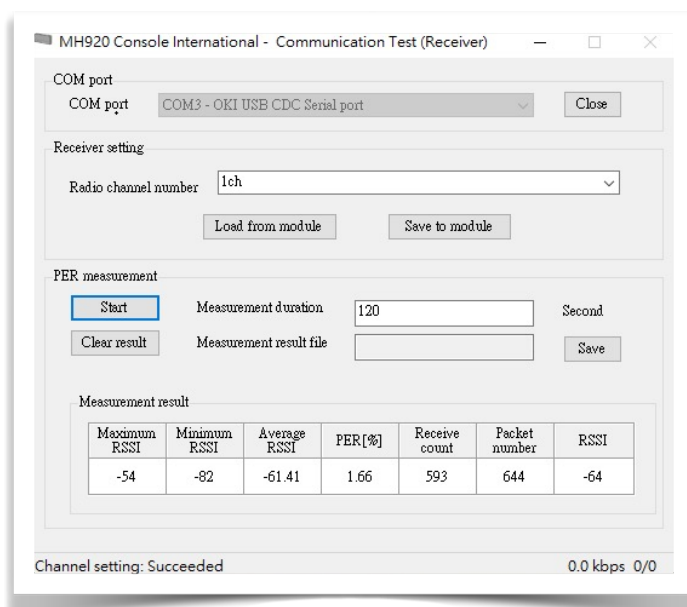 MH920 Console International - Communication Test (Receiver)
COM port
COM port COM3 - OKI USB CDC Serial port Close
Receiver setting
Radio channel number 1ch
Load from module Save to module
PER measurement
Start Measurement duration 120 Second
Clear result Measurement result file Save
Measurement result
Maximum RSSI Minimum RSSI Average RSSI PER[%] Receive count Packet number RSSI
-54 -82 -61.41 1.66 593 644 -64
Channel setting: Succeeded 0.0 kbps 0/0